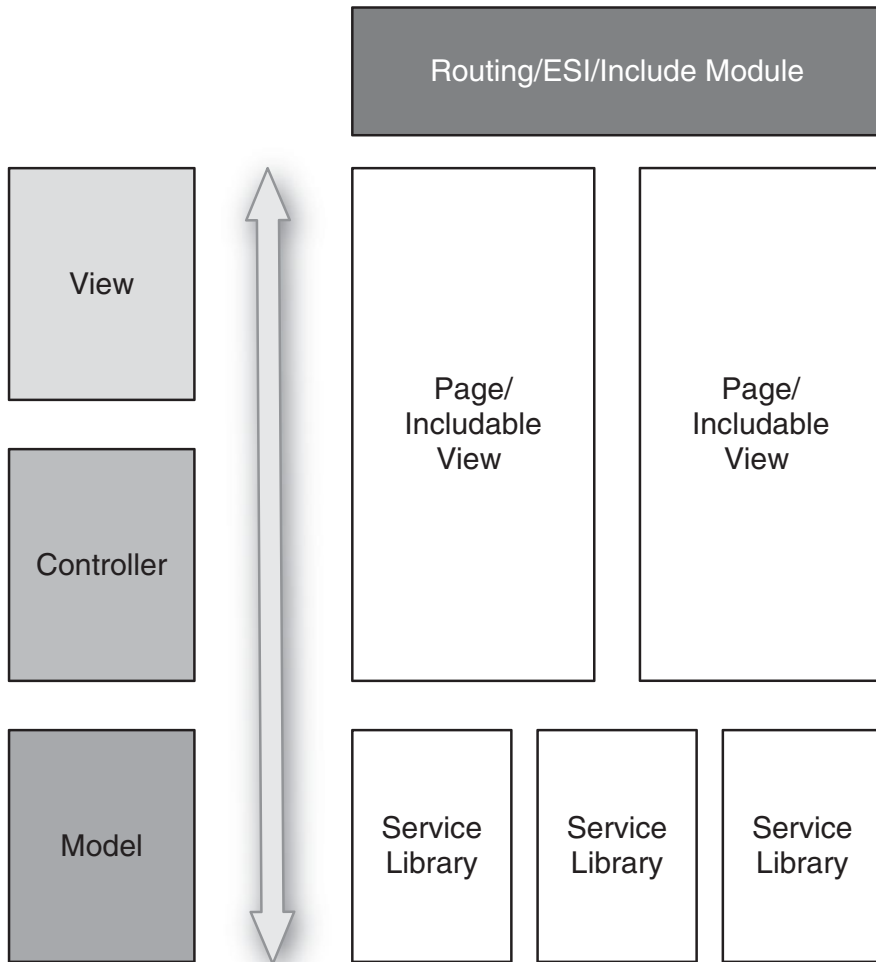 Routing/ESI/Include Module
View
Page/
Includable
View
Page/
Includable
View
Controller
Model
Service
Library
Service
Library
Service
Library